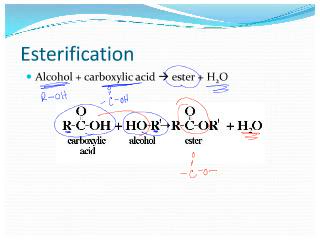 Esterification
Alcohol + carboxylic acid → ester + H₂O
R-OH
O
-C-OH
O O
R-C-OH + HO-R'→R-C-OR' + H₂O
carboxylic acid alcohol ester
O
-C-O-